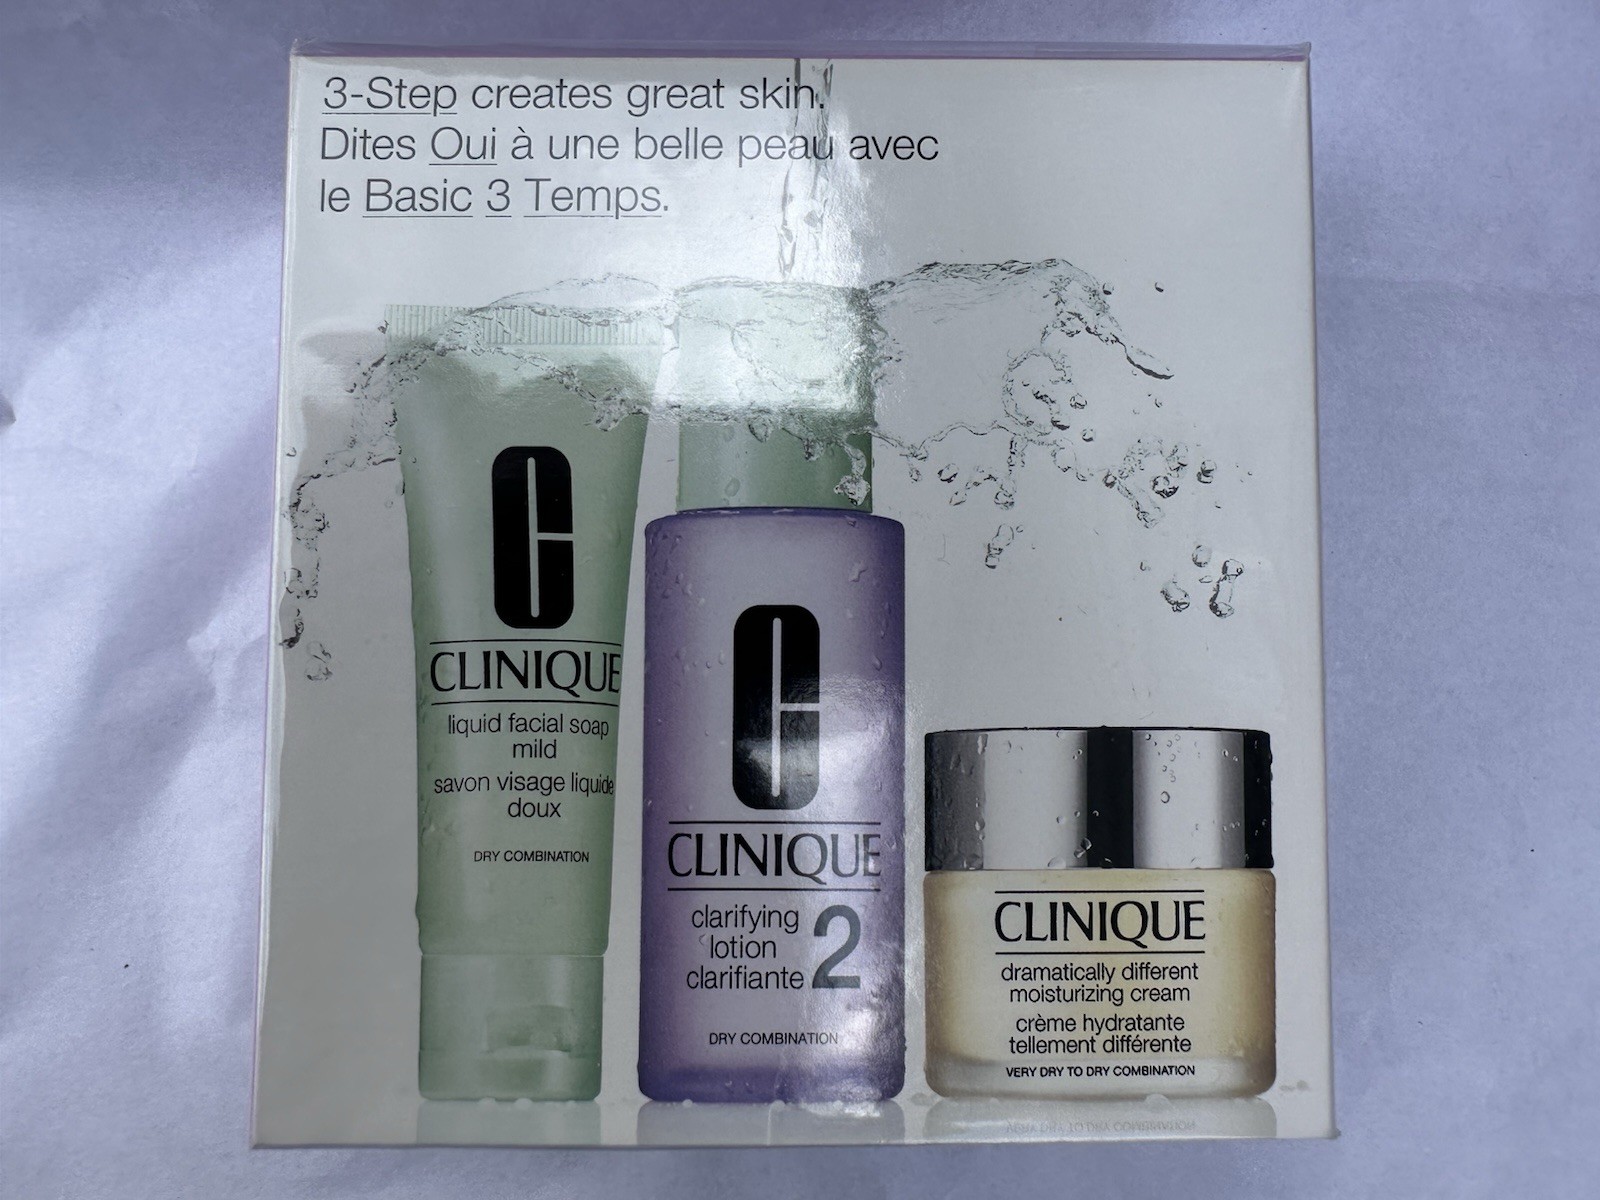 3-Step creates great skin.
Dites Oui à une belle peau avec
le Basic 3 Temps.
CLINIQUE
liquid facial soap
mild
savon visage liquide
doux
DRY COMBINATION
CLINIQUE
clarifying
lotion
clarifiante 2
DRY COMBINATION
CLINIQUE
dramatically different
moisturizing cream
crème hydratante
tellement différente
VERY DRY TO DRY COMBINATION